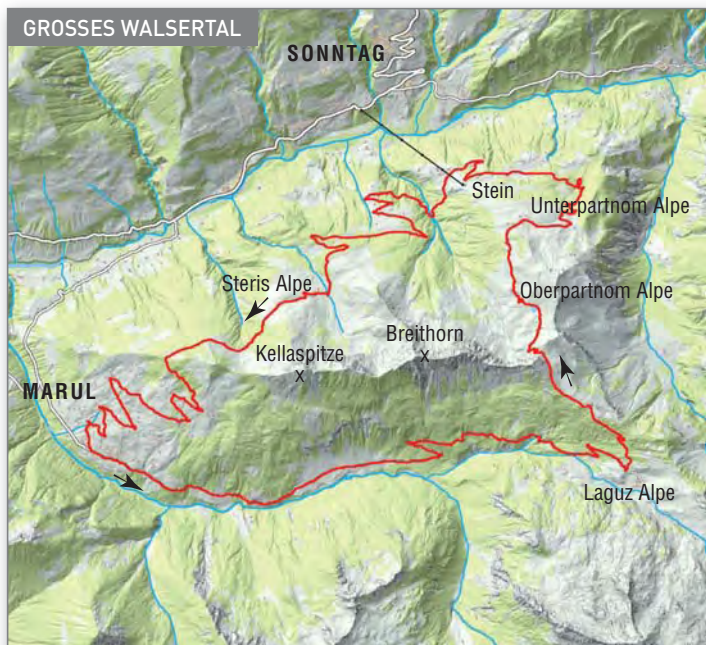 GROSSES WALSERTAL
SONNTAG
Stein
Unterpartnom Alpe
Steris Alpe
Oberpartnom Alpe
Breithorn
x
Kellaspitze
x
MARUL
Laguz Alpe